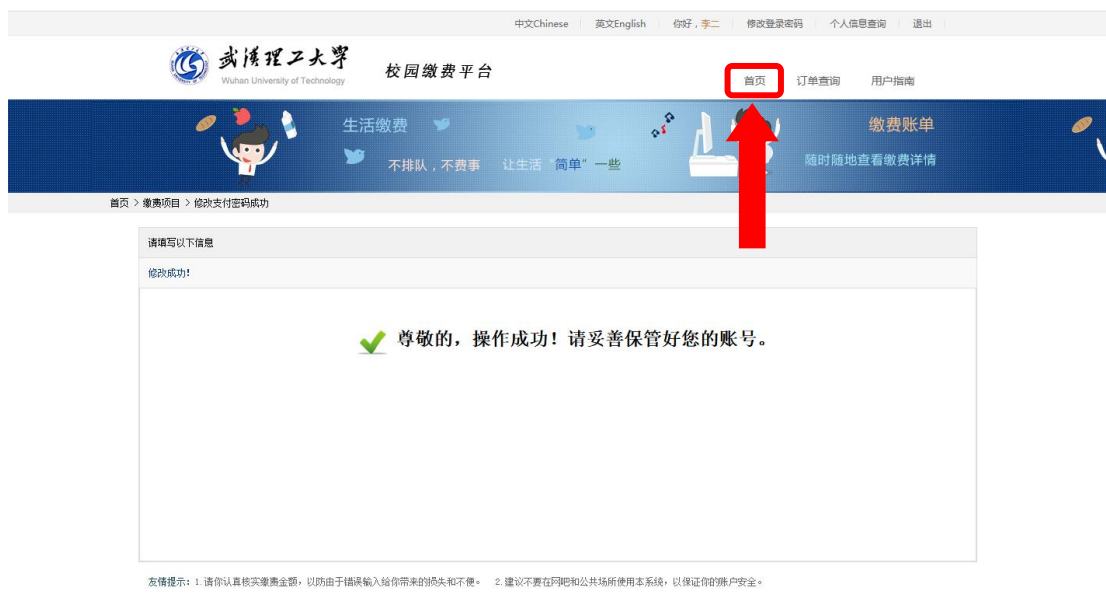 中文Chinese 英文English 你好，李二 修改登录密码 个人信息查询 退出
武汉理工大学
Wuhan University of Technology
校园缴费平台
首页 订单查询 用户指南
生活缴费
不排队，不费事 让生活“简单”一些
缴费账单
随时随地查看缴费详情
首页 > 缴费项目 > 修改支付密码成功
请填写以下信息
修改成功!
尊敬的，操作成功！请妥善保管好您的账号。
友情提示：1.请你认真核实缴费金额，以防由于错误输入给你带来的损失和不便。 2.建议不要在网吧和公共场所使用本系统，以保证你的账户安全。